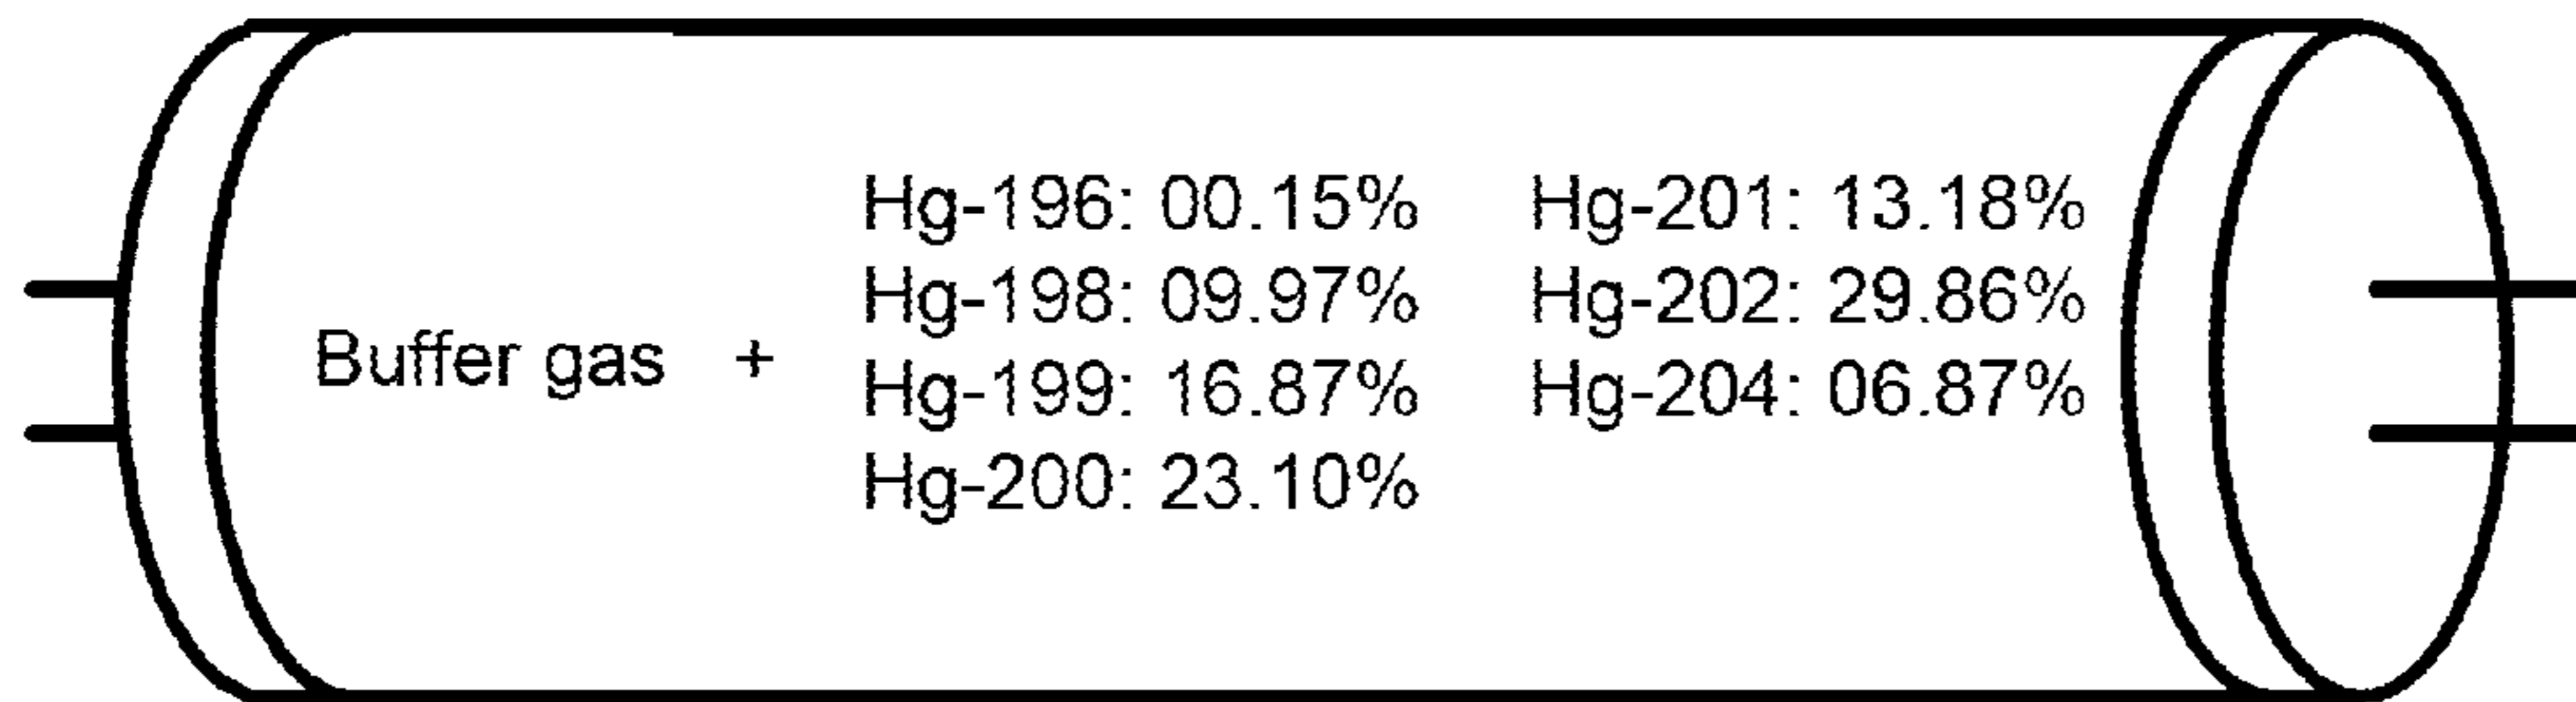 Buffer gas +
Hg-196: 00.15%
Hg-198: 09.97%
Hg-199: 16.87%
Hg-200: 23.10%
Hg-201: 13.18%
Hg-202: 29.86%
Hg-204: 06.87%